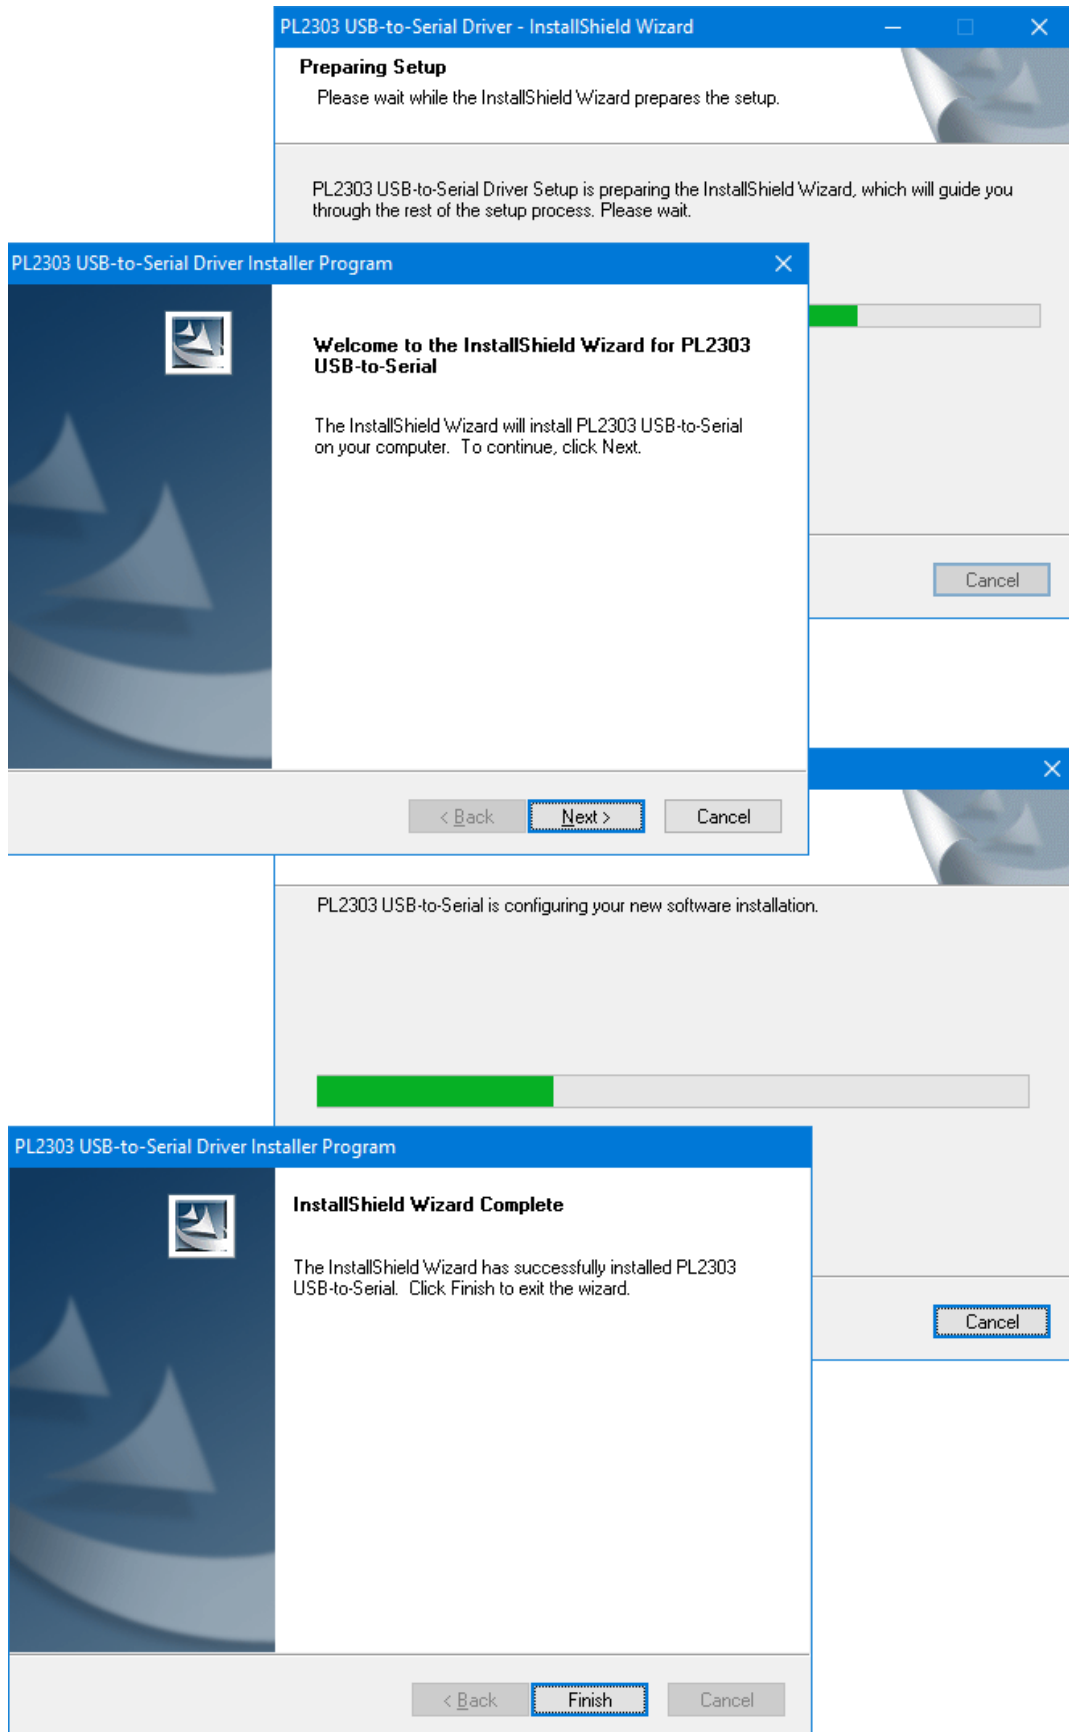 PL2303 USB-to-Serial Driver - InstallShield Wizard
Preparing Setup
Please wait while the InstallShield Wizard prepares the setup.
PL2303 USB-to-Serial Driver Setup is preparing the InstallShield Wizard, which will guide you
through the rest of the setup process. Please wait.
PL2303 USB-to-Serial Driver Installer Program
Welcome to the InstallShield Wizard for PL2303
USB-to-Serial
The InstallShield Wizard will install PL2303 USB-to-Serial
on your computer. To continue, click Next.
Cancel
< Back
Next >
Cancel
PL2303 USB-to-Serial is configuring your new software installation.
PL2303 USB-to-Serial Driver Installer Program
InstallShield Wizard Complete
The InstallShield Wizard has successfully installed PL2303
USB-to-Serial. Click Finish to exit the wizard.
Cancel
< Back
Finish
Cancel